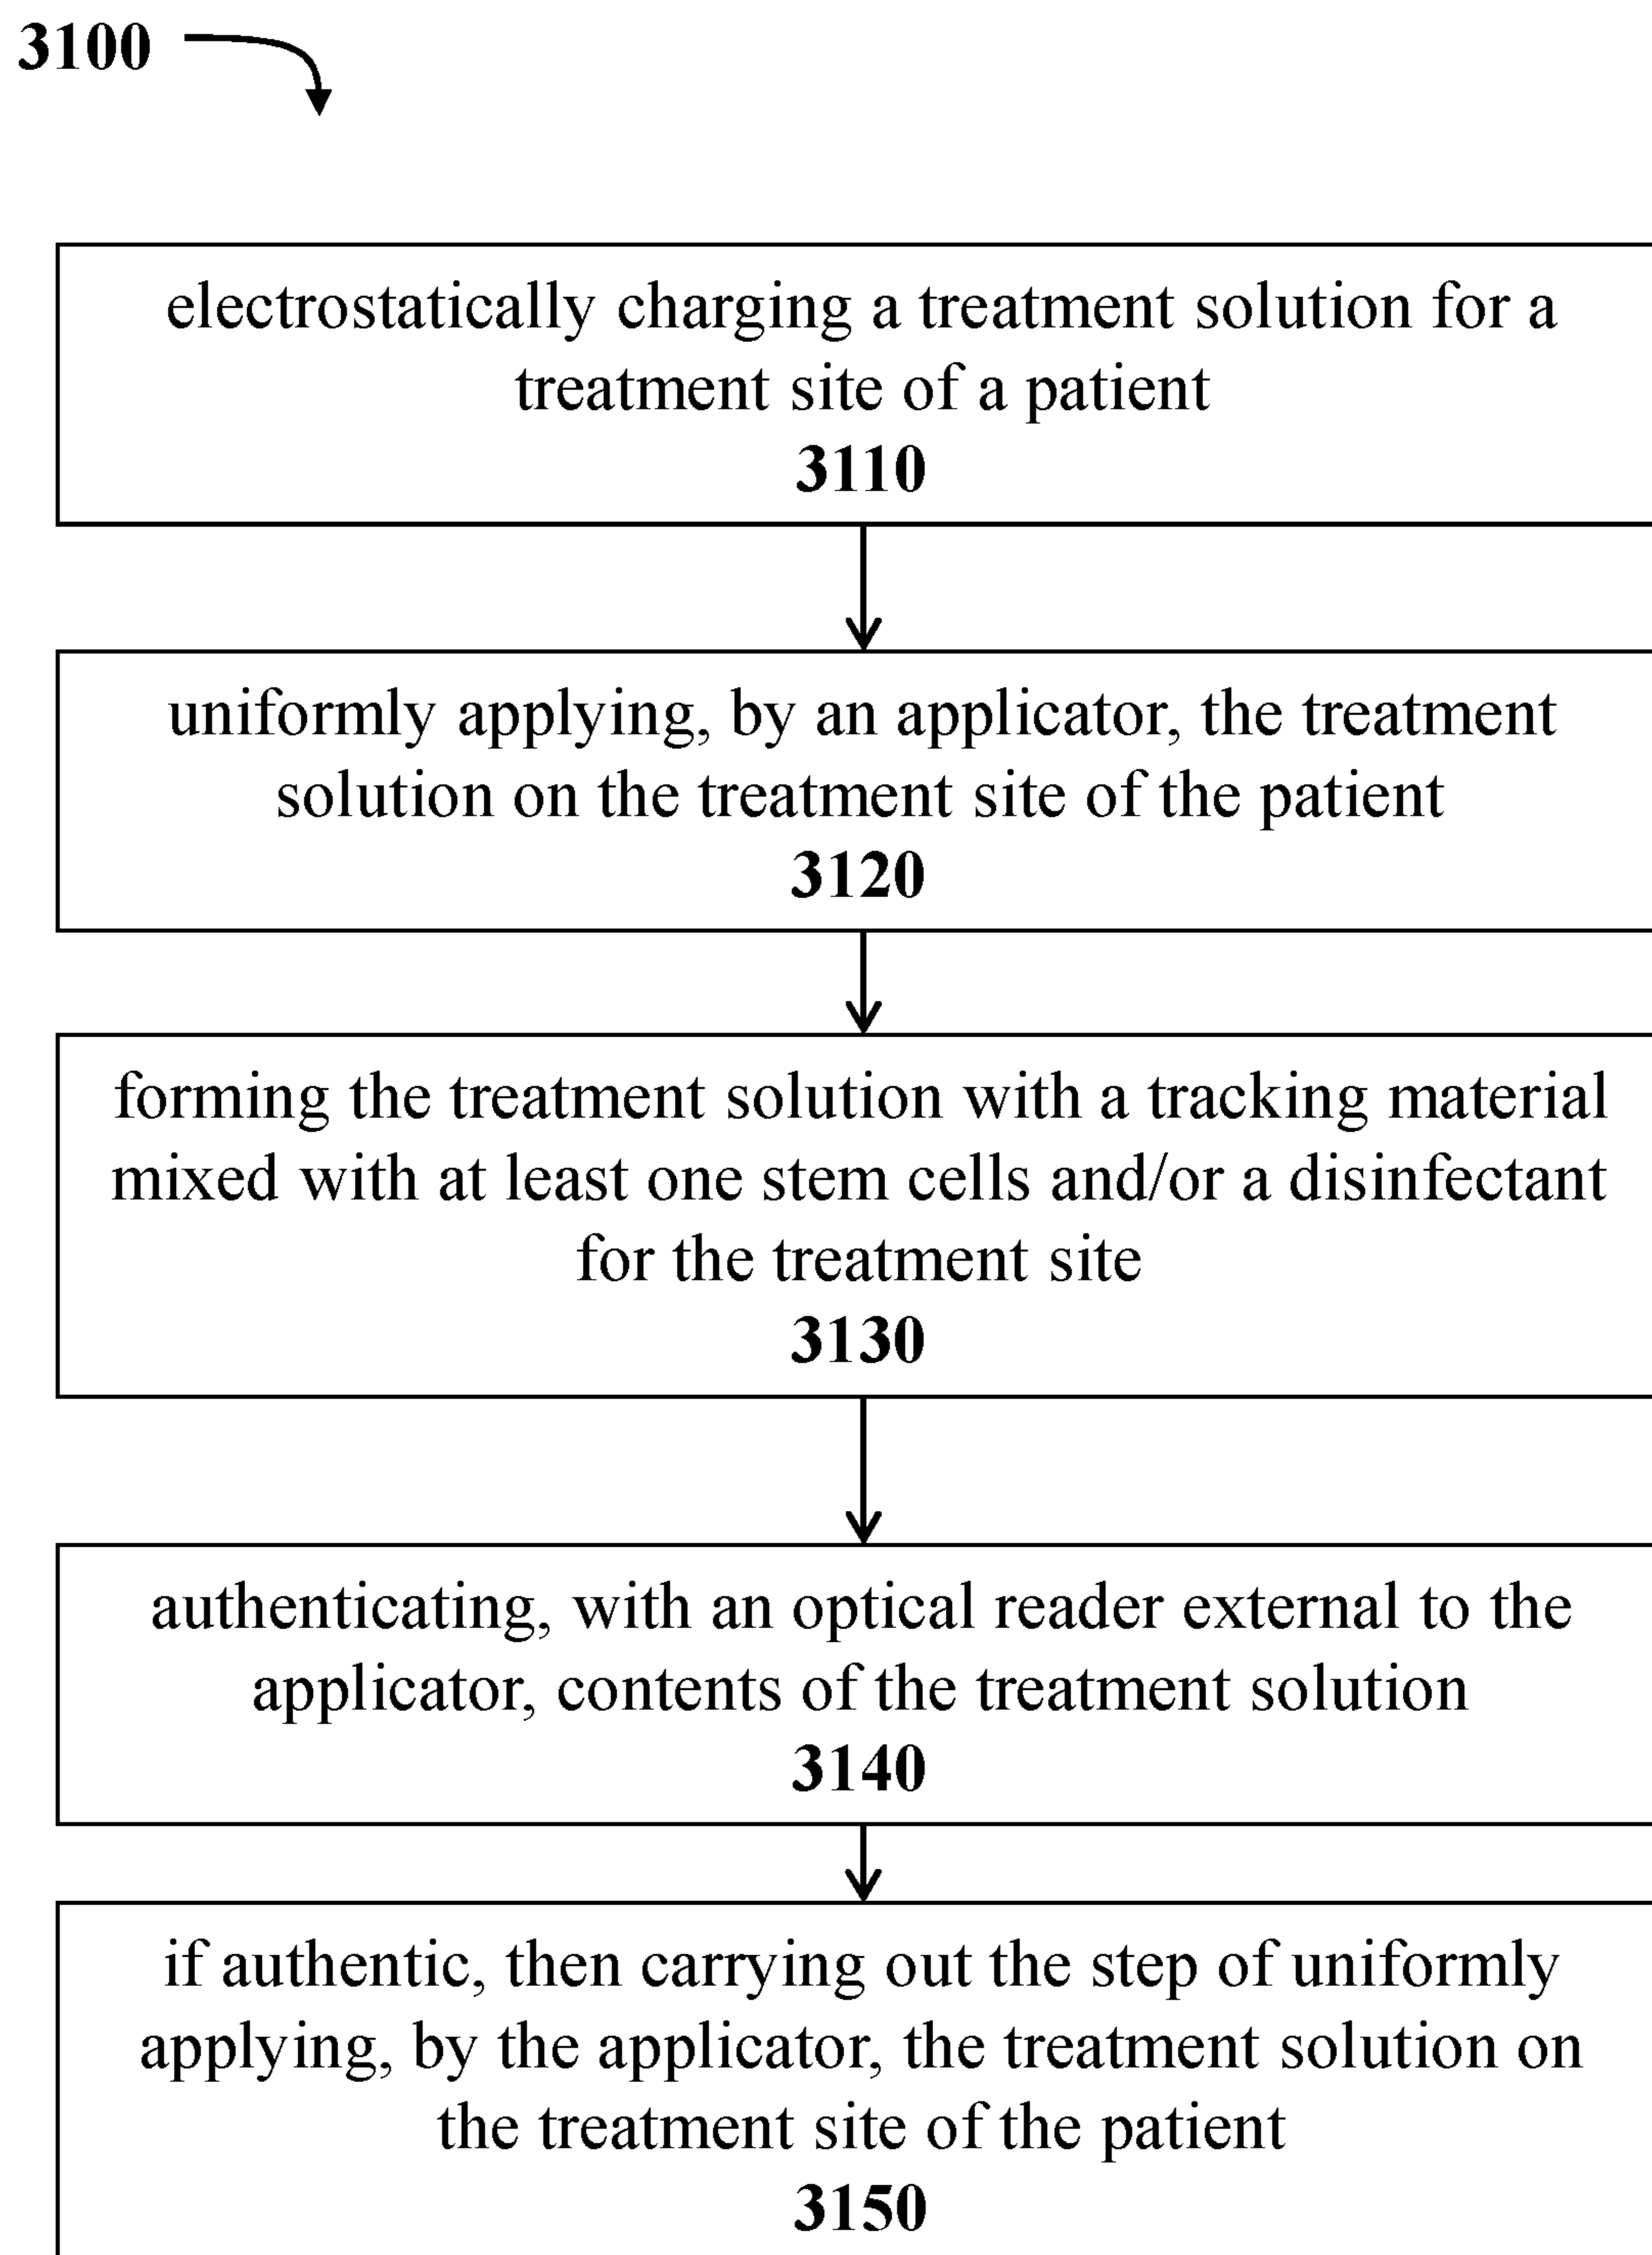 3100
electrostatically charging a treatment solution for a
treatment site of a patient
3110
uniformly applying, by an applicator, the treatment
solution on the treatment site of the patient
3120
forming the treatment solution with a tracking material
mixed with at least one stem cells and/or a disinfectant
for the treatment site
3130
authenticating, with an optical reader external to the
applicator, contents of the treatment solution
3140
if authentic, then carrying out the step of uniformly
applying, by the applicator, the treatment solution on
the treatment site of the patient
3150